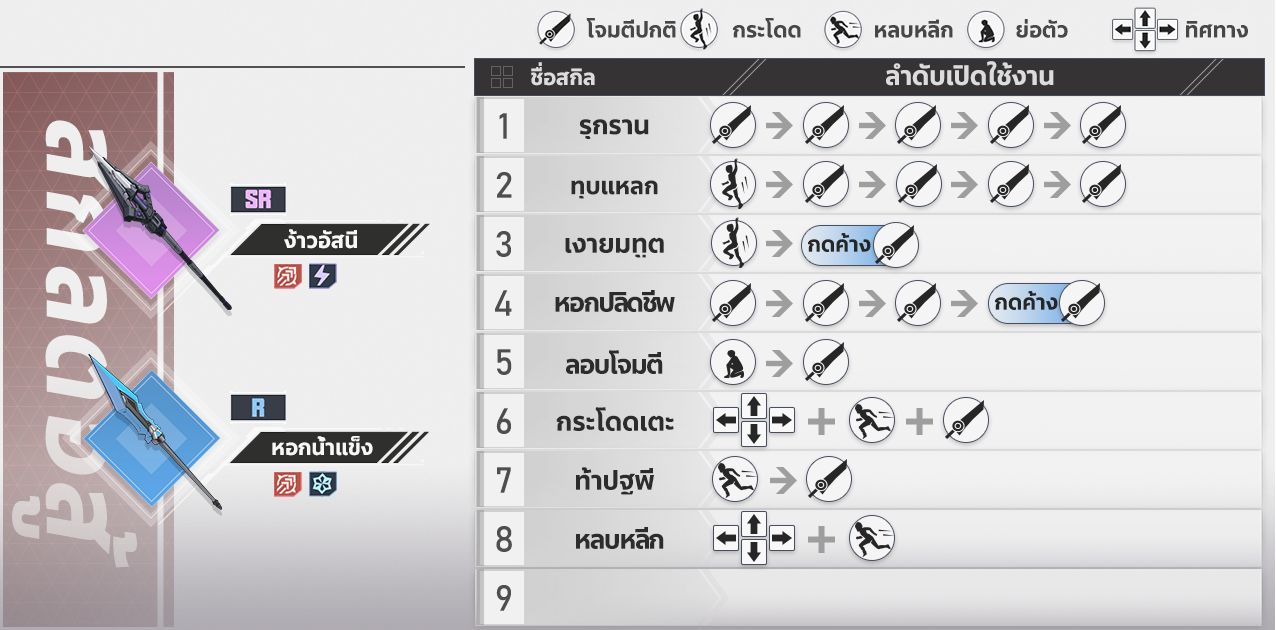 โจมตีปกติ กระโดด หลบหลีก ย่อตัว ทิศทาง
ชื่อสกิล ลำดับเปิดใช้งาน
สหลาตขอสู้
SR
ง้าวอัสนี
R
หอกน้ำแข็ง
1 รุกราน
2 ทุบแหลก
3 เงายมทูต กดค้าง
4 หอกปลิดชีพ กดค้าง
5 ลอบโจมตี
6 กระโดดเตะ
7 ท้าปฐพี
8 หลบหลีก
9